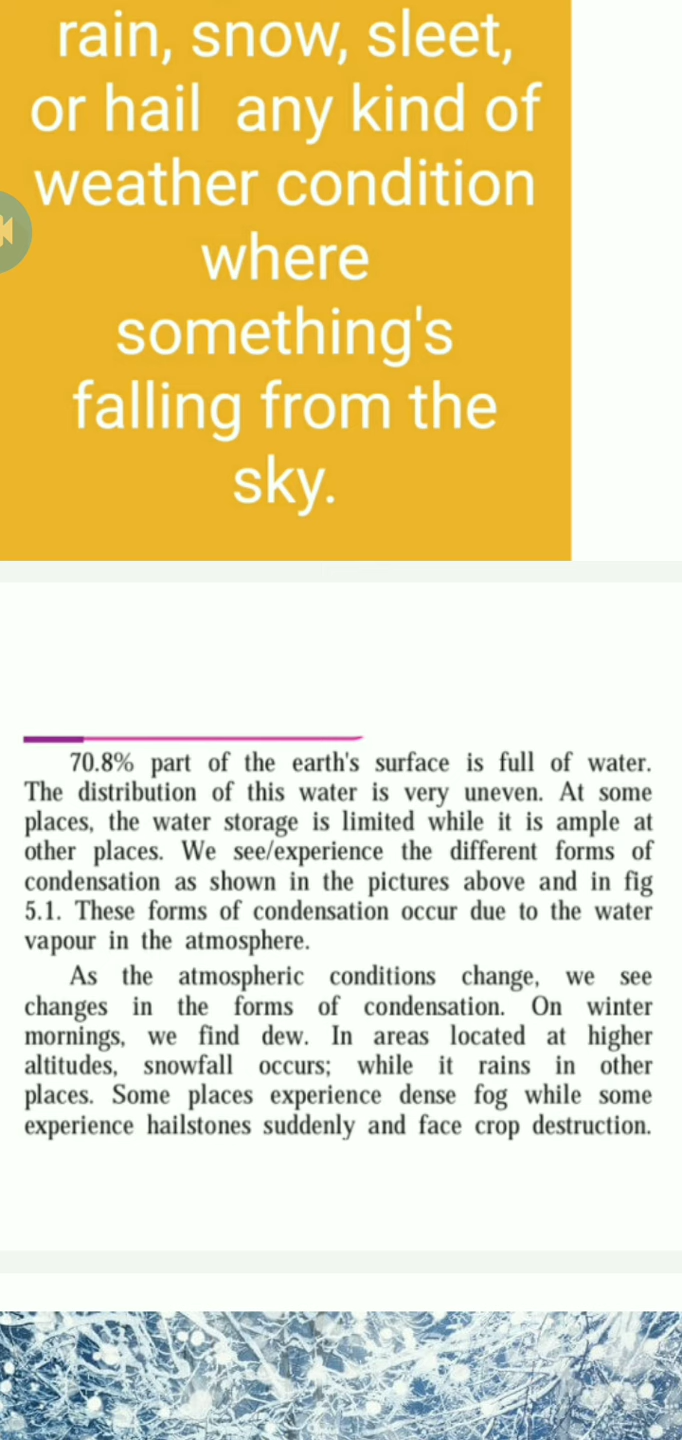 rain, snow, sleet,
or hail any kind of
weather condition
where
something's
falling from the
sky.
70.8% part of the earth's surface is full of water.
The distribution of this water is very uneven. At some
places, the water storage is limited while it is ample at
other places. We see/experience the different forms of
condensation as shown in the pictures above and in fig
5.1. These forms of condensation occur due to the water
vapour in the atmosphere.
As the atmospheric conditions change, we see
changes in the forms of condensation. On winter
mornings, we find dew. In areas located at higher
altitudes, snowfall occurs; while it rains in other
places. Some places experience dense fog while some
experience hailstones suddenly and face crop destruction.